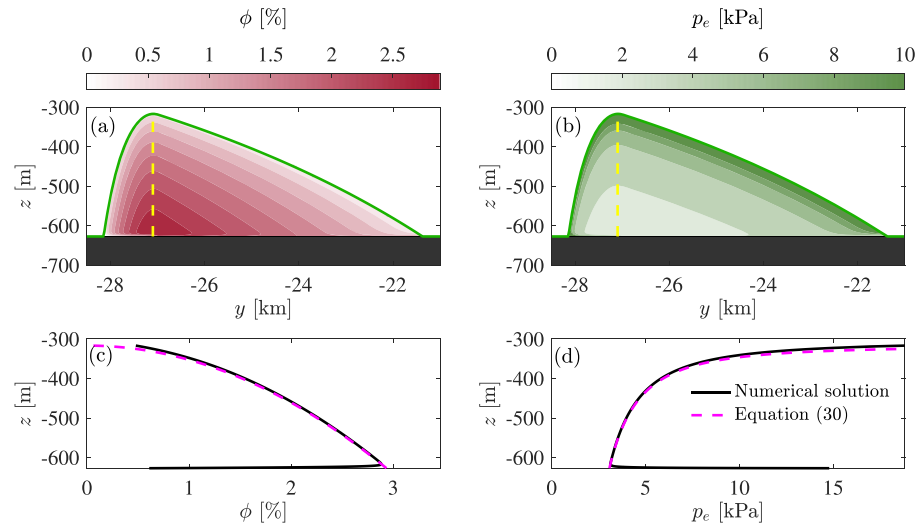 ϕ [%]
pₑ [kPa]
0 0.5 1 1.5 2 2.5
0 2 4 6 8 10
-300
-400
-500
-600
-700
z [m]
(a)
-28 -26 -24 -22
y [km]
-300
-400
-500
-600
-700
z [m]
(b)
-28 -26 -24 -22
y [km]
-300
-400
-500
-600
z [m]
(c)
0 1 2 3
ϕ [%]
-300
-400
-500
-600
z [m]
(d)
Numerical solution
Equation (30)
0 5 10 15
pₑ [kPa]